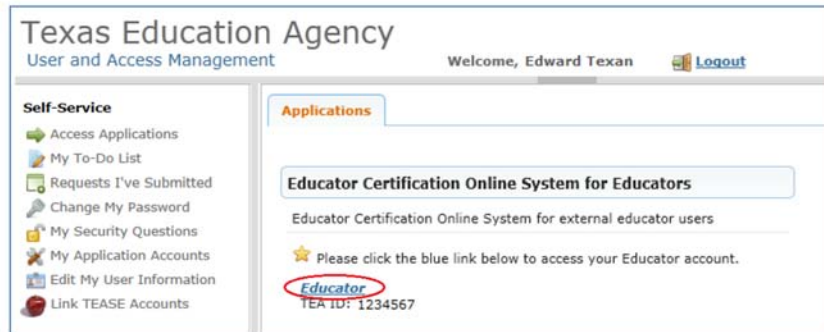 Texas Education Agency
User and Access Management
Welcome, Edward Texan
Logout
Self-Service
Access Applications
My To-Do List
Requests I've Submitted
Change My Password
My Security Questions
My Application Accounts
Edit My User Information
Link TEASE Accounts
Applications
Educator Certification Online System for Educators
Educator Certification Online System for external educator users
Please click the blue link below to access your Educator account.
Educator
TEA ID: 1234567